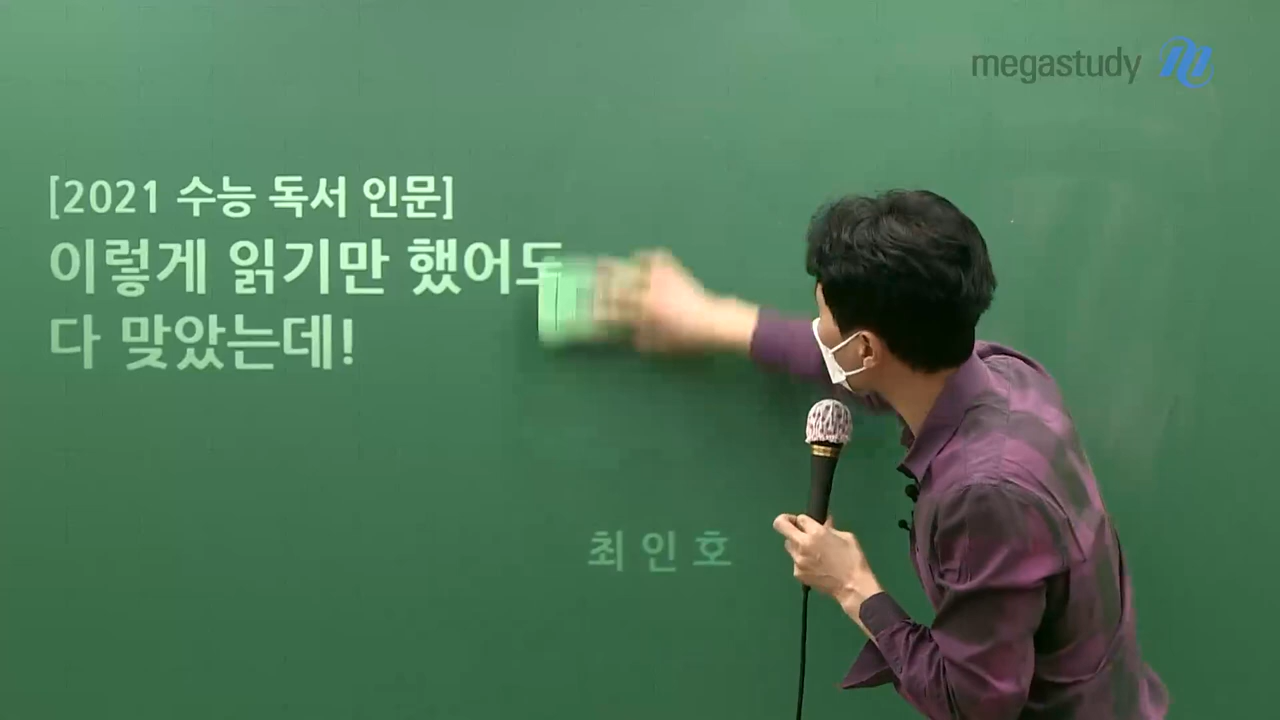 megastudy
[2021 수능 독서 인문]
이렇게 읽기만 했어도
다 맞았는데!
최인호